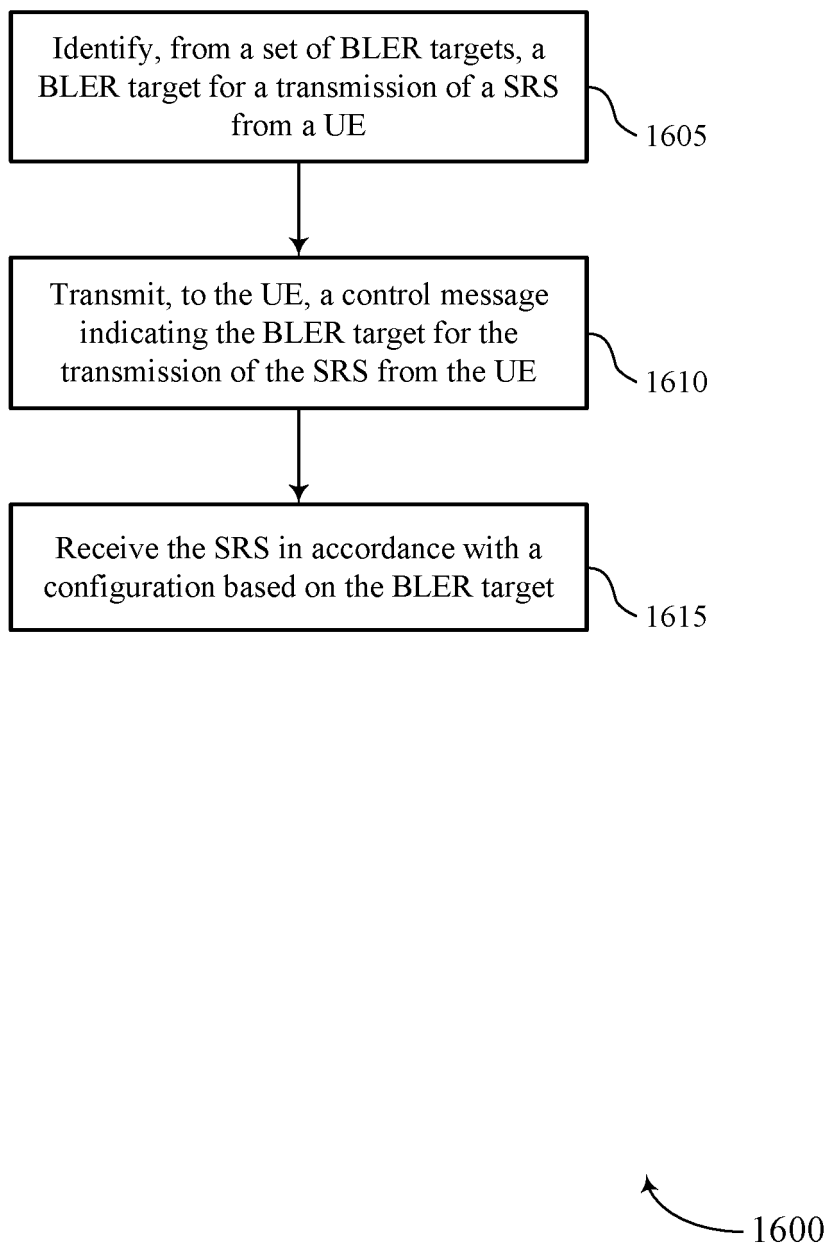 Identify, from a set of BLER targets, a
BLER target for a transmission of a SRS
from a UE
1605
Transmit, to the UE, a control message
indicating the BLER target for the
transmission of the SRS from the UE
1610
Receive the SRS in accordance with a
configuration based on the BLER target
1615
1600